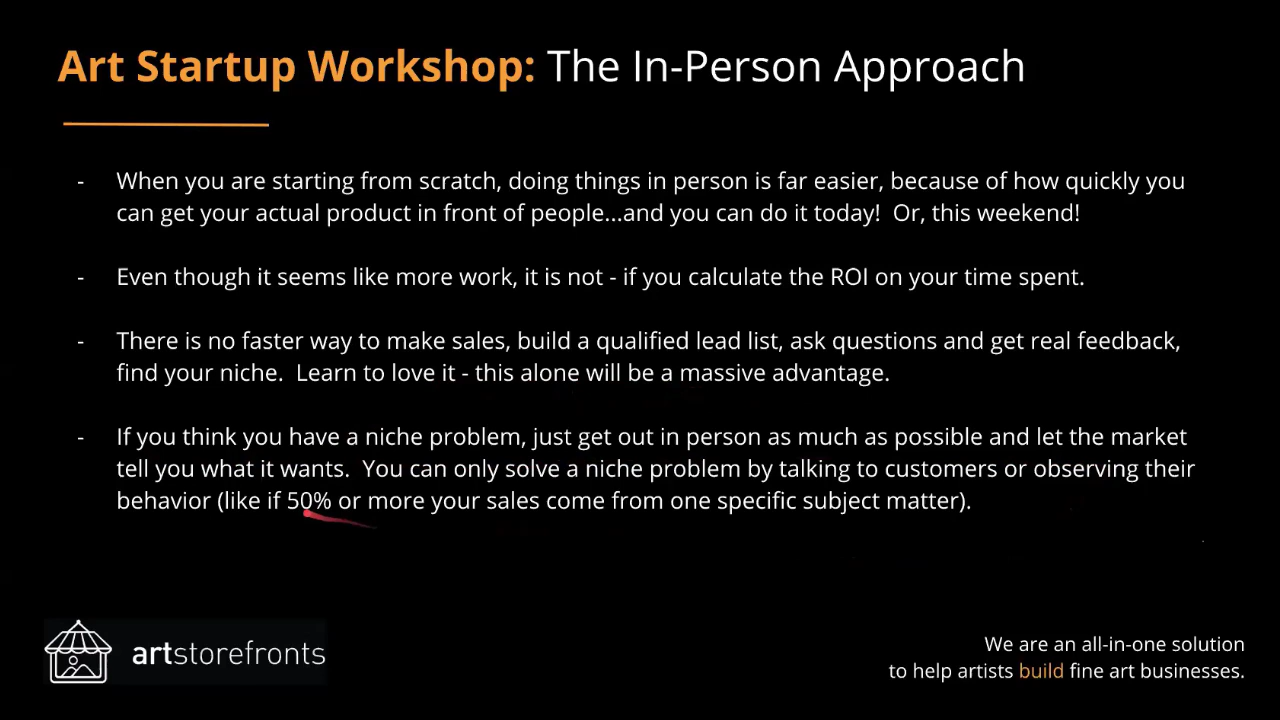 Art Startup Workshop: The In-Person Approach
- When you are starting from scratch, doing things in person is far easier, because of how quickly you
can get your actual product in front of people...and you can do it today!  Or, this weekend!
- Even though it seems like more work, it is not - if you calculate the ROI on your time spent.
- There is no faster way to make sales, build a qualified lead list, ask questions and get real feedback,
find your niche.  Learn to love it - this alone will be a massive advantage.
- If you think you have a niche problem, just get out in person as much as possible and let the market
tell you what it wants.  You can only solve a niche problem by talking to customers or observing their
behavior (like if 50% or more your sales come from one specific subject matter).
artstorefronts
We are an all-in-one solution
to help artists build fine art businesses.